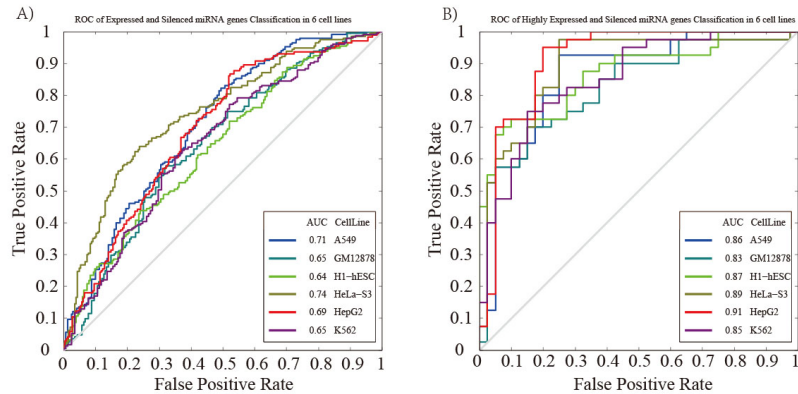 A)
ROC of Expressed and Silenced miRNA genes Classification in 6 cell lines
True Positive Rate
1
0.9
0.8
0.7
0.6
0.5
0.4
0.3
0.2
0.1
0
AUC CellLine
0.71 A549
0.65 GM12878
0.64 H1-hESC
0.74 HeLa-S3
0.69 HepG2
0.65 K562
0 0.1 0.2 0.3 0.4 0.5 0.6 0.7 0.8 0.9 1
False Positive Rate
B)
ROC of Highly Expressed and Silenced miRNA genes Classification in 6 cell lines
True Positive Rate
1
0.9
0.8
0.7
0.6
0.5
0.4
0.3
0.2
0.1
0
AUC CellLine
0.86 A549
0.83 GM12878
0.87 H1-hESC
0.89 HeLa-S3
0.91 HepG2
0.85 K562
0 0.1 0.2 0.3 0.4 0.5 0.6 0.7 0.8 0.9 1
False Positive Rate